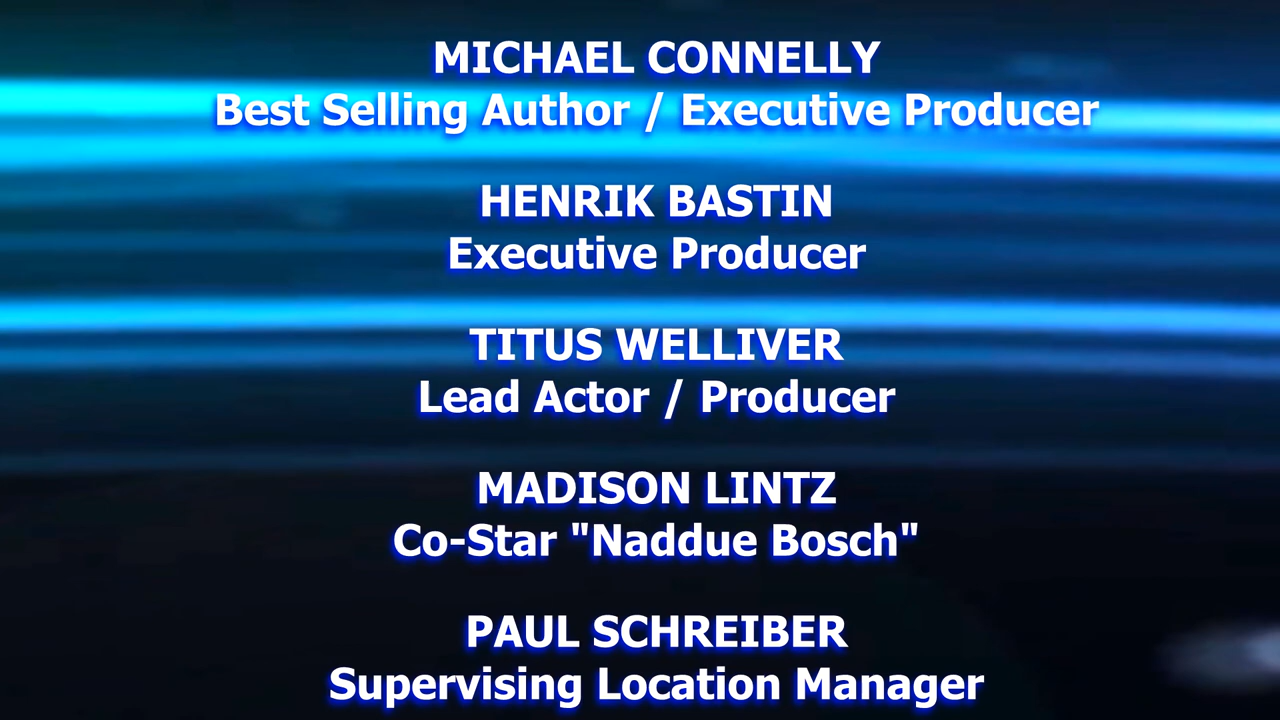 MICHAEL CONNELLY
Best Selling Author / Executive Producer
HENRIK BASTIN
Executive Producer
TITUS WELLIVER
Lead Actor / Producer
MADISON LINTZ
Co-Star "Naddue Bosch"
PAUL SCHREIBER
Supervising Location Manager